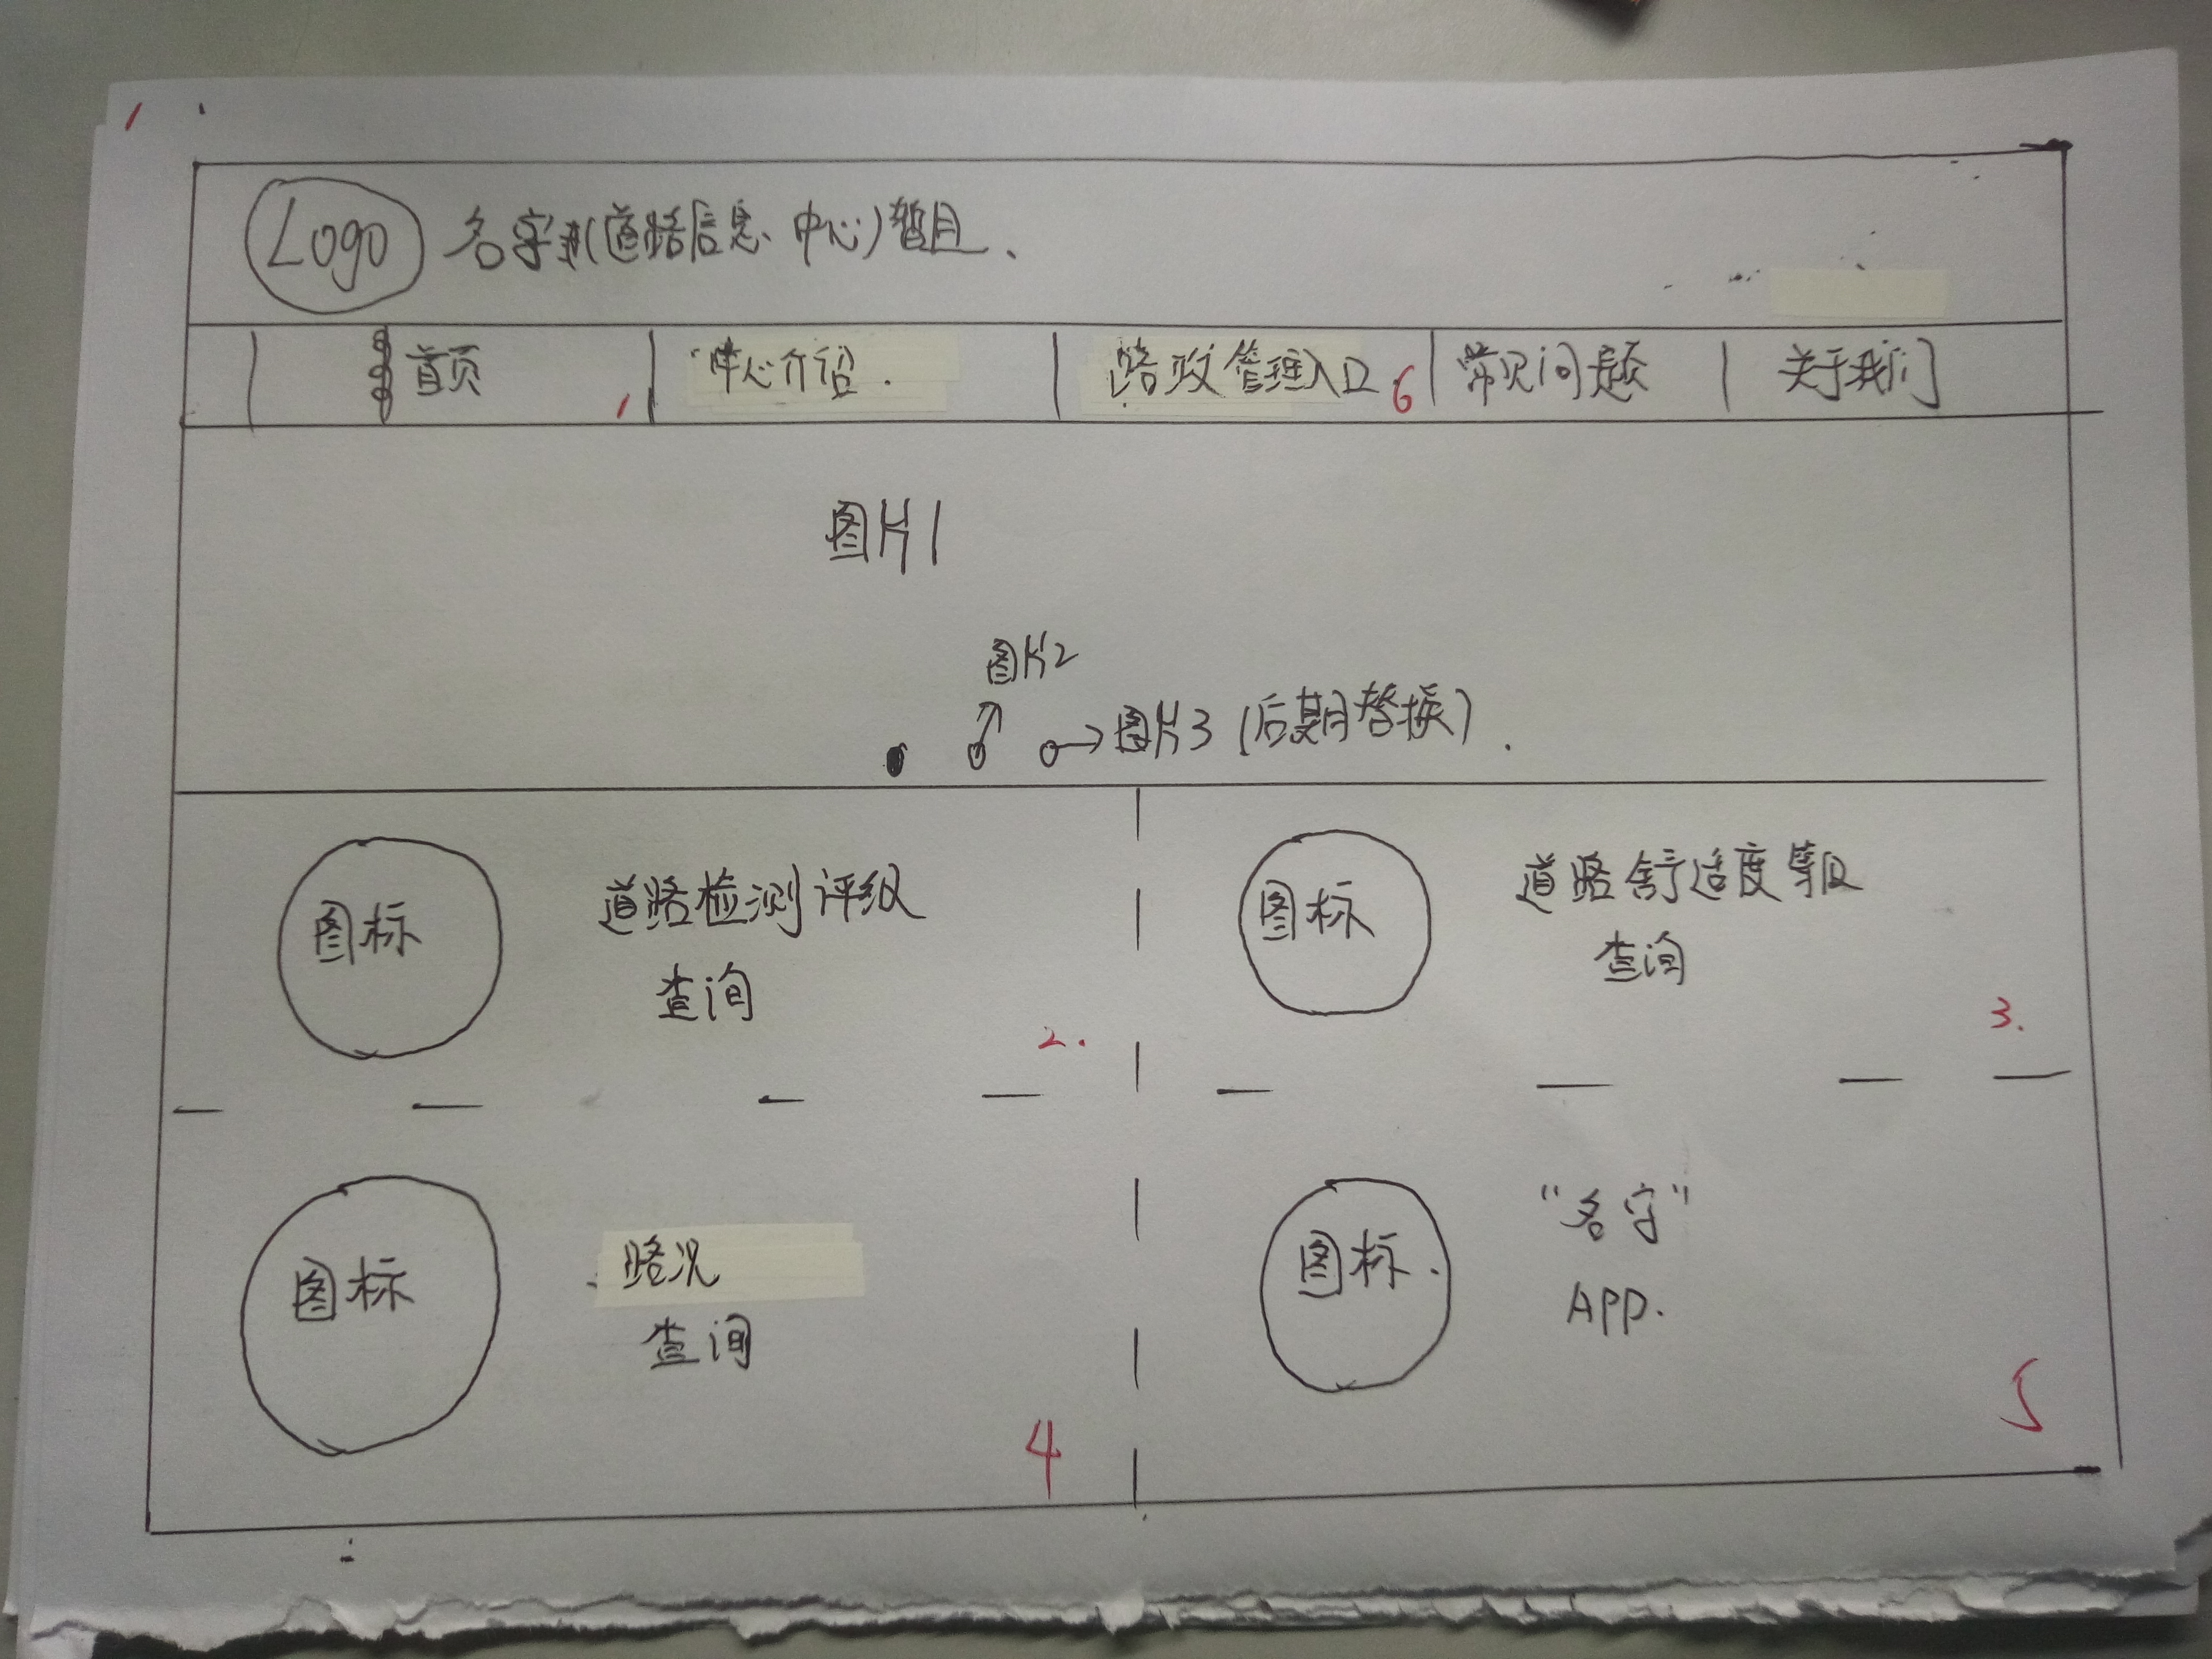 1
Logo 名字(道路信息中心)暂且、
首页 1 中心介绍. 路政管理入口 6 常见问题 关于我们
图片1
图片2
图片3(后期替换).
图标 道路检测评级
查询
2.
图标 道路舒适度等级
查询
3.
图标 路况
查询
4
图标. "名字"
APP.
5